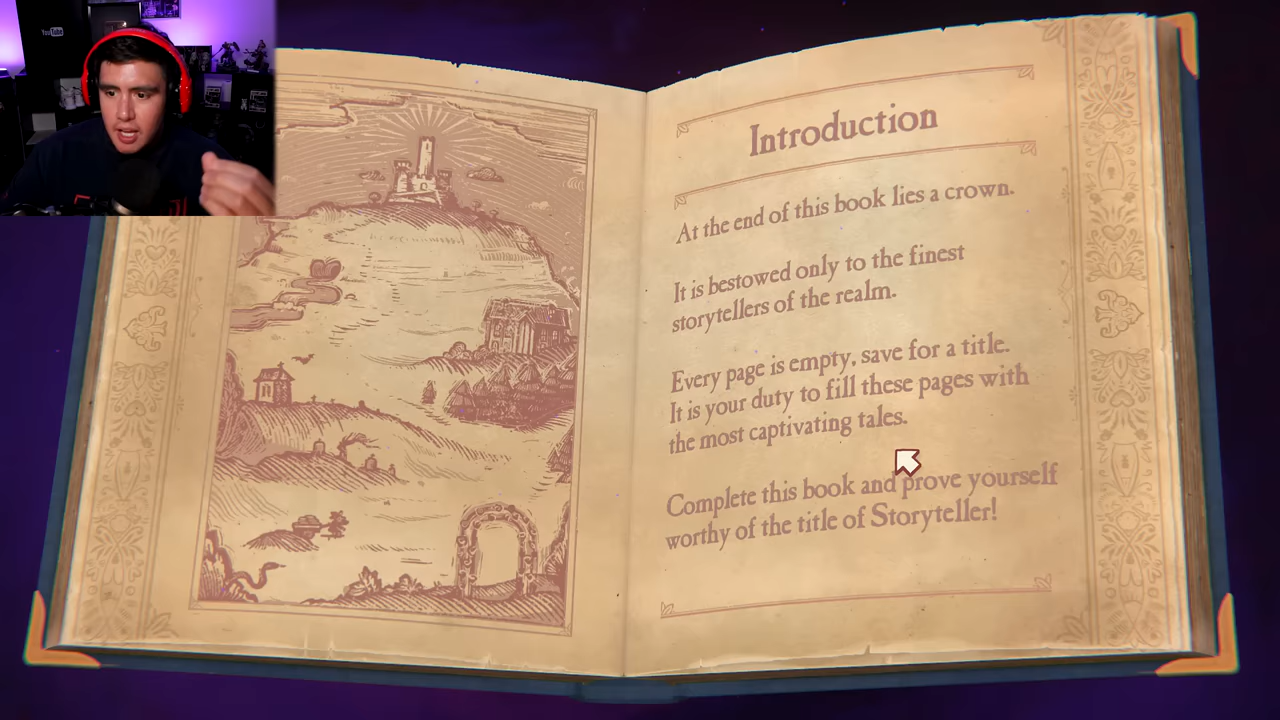 YouTube
Introduction
At the end of this book lies a crown.
It is bestowed only to the finest
storytellers of the realm.
Every page is empty, save for a title.
It is your duty to fill these pages with
the most captivating tales.
Complete this book and prove yourself
worthy of the title of Storyteller!